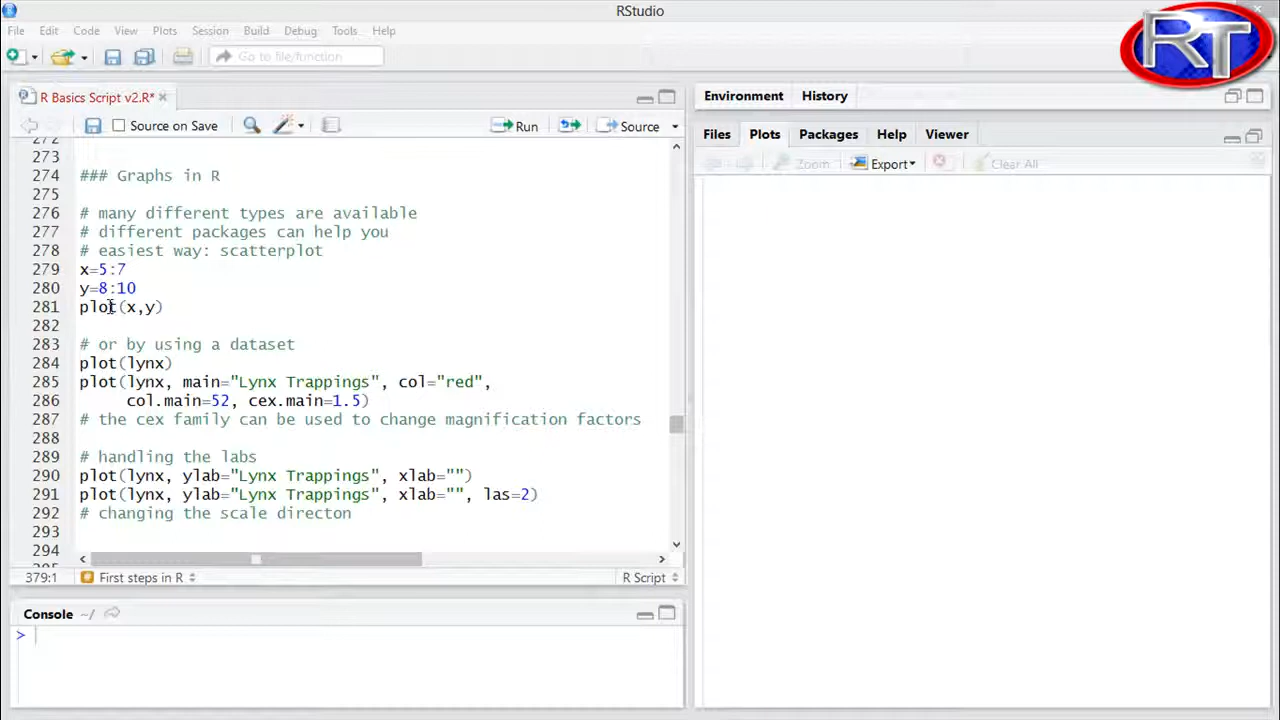 RStudio
RT
File Edit Code View Plots Session Build Debug Tools Help
Go to file/function
R Basics Script v2.R*
Environment History
Source on Save Run Source
Files Plots Packages Help Viewer
Zoom Export Clear All
272
273
274 ### Graphs in R
275
276 # many different types are available
277 # different packages can help you
278 # easiest way: scatterplot
279 x=5:7
280 y=8:10
281 plot(x,y)
282
283 # or by using a dataset
284 plot(lynx)
285 plot(lynx, main="Lynx Trappings", col="red",
286 col.main=52, cex.main=1.5)
287 # the cex family can be used to change magnification factors
288
289 # handling the labs
290 plot(lynx, ylab="Lynx Trappings", xlab="")
291 plot(lynx, ylab="Lynx Trappings", xlab="", las=2)
292 # changing the scale directon
293
294
379:1 First steps in R R Script
Console ~/
>